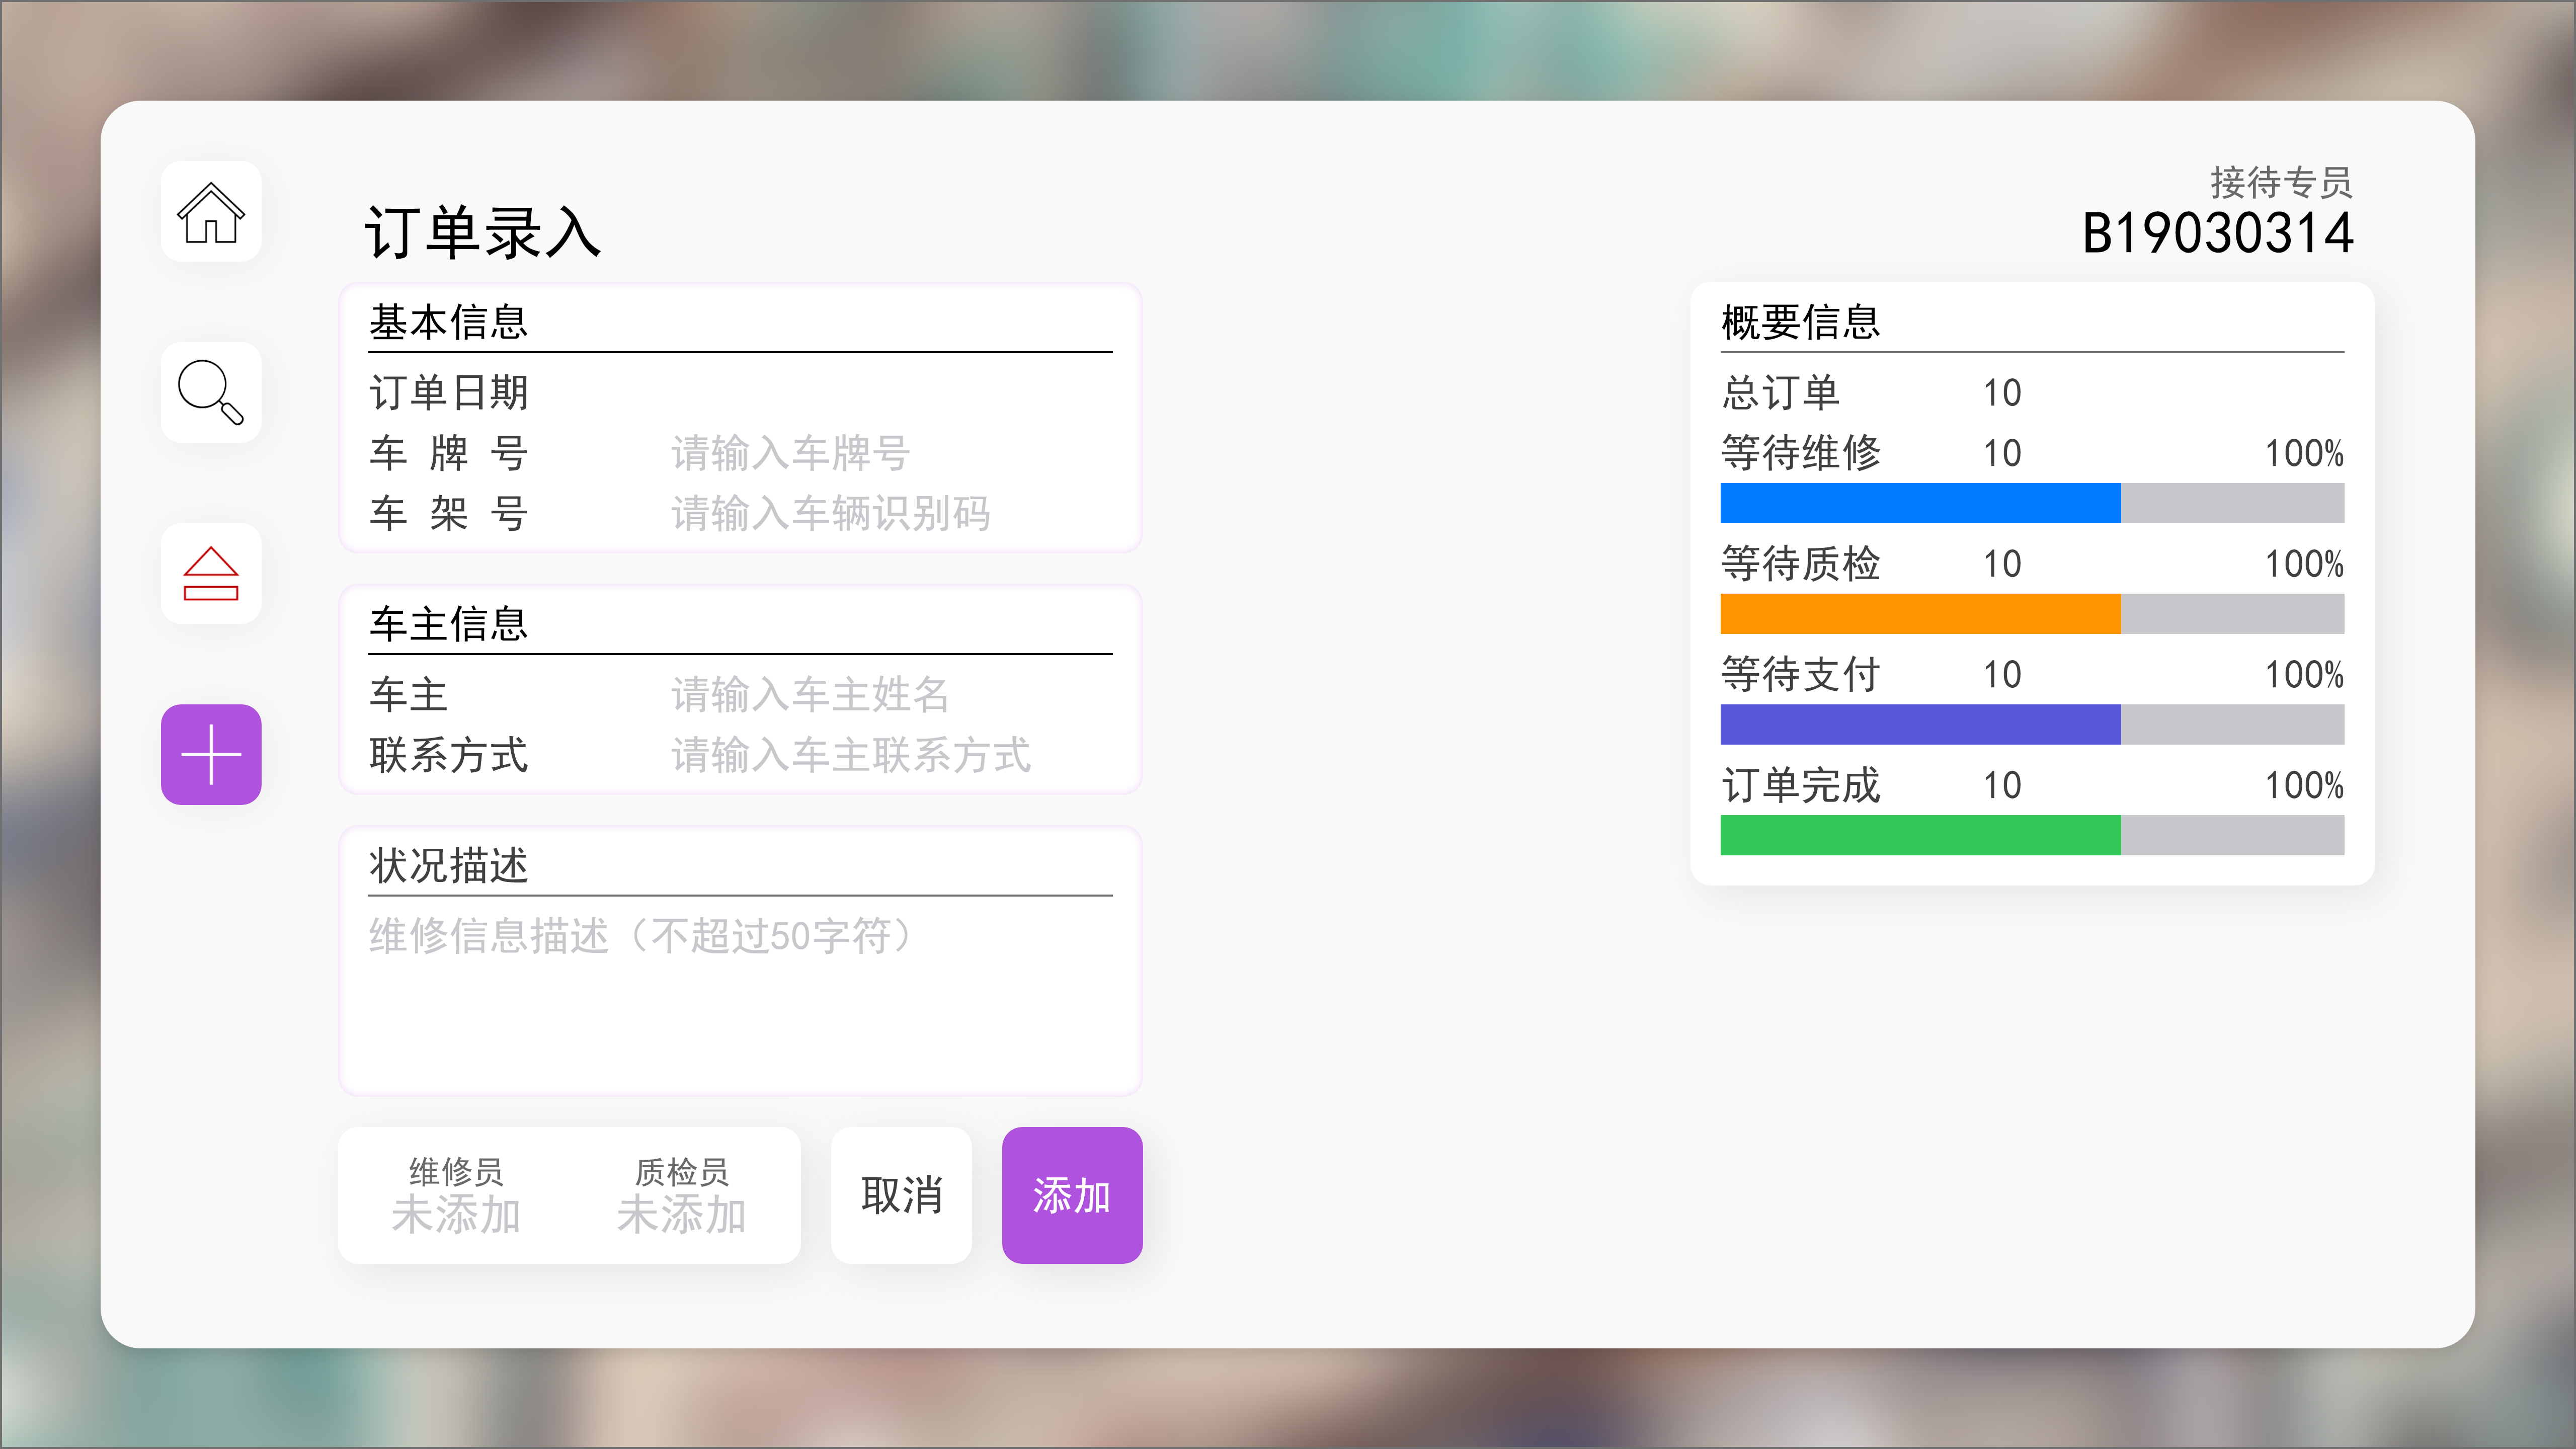 订单录入
接待专员
B19030314
基本信息
订单日期
车 牌 号 请输入车牌号
车 架 号 请输入车辆识别码
车主信息
车主 请输入车主姓名
联系方式 请输入车主联系方式
状况描述
维修信息描述（不超过50字符）
维修员 质检员
未添加 未添加
取消
添加
概要信息
总订单 10
等待维修 10 100%
等待质检 10 100%
等待支付 10 100%
订单完成 10 100%